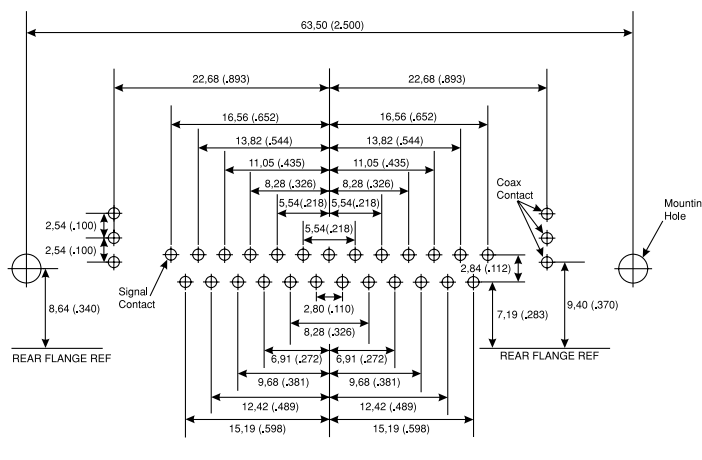 63,50 (2.500)
22,68 (.893) 22,68 (.893)
16,56 (.652) 16,56 (.652)
13,82 (.544) 13,82 (.544)
11,05 (.435) 11,05 (.435)
8,28 (.326) 8,28 (.326)
Coax
Contact
5,54(.218) 5,54(.218)
Mountin
Hole
2,54 (.100)
5,54(.218)
2,54 (.100)
2,84 (.112)
Signal
Contact
8,64 (.340)
2,80 (.110)
7,19 (.283)
9,40 (.370)
8,28 (.326)
REAR FLANGE REF
REAR FLANGE REF
6,91 (.272) 6,91 (.272)
9,68 (.381) 9,68 (.381)
12,42 (.489) 12,42 (.489)
15,19 (.598) 15,19 (.598)